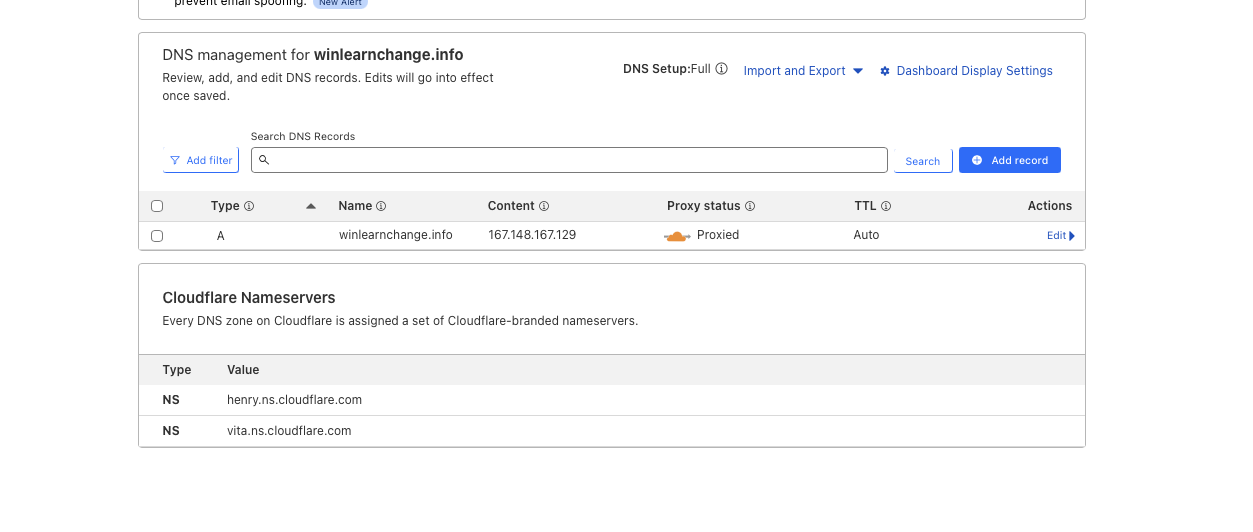 prevent email spoofing. New Alert
DNS management for winlearnchange.info
Review, add, and edit DNS records. Edits will go into effect
once saved.
DNS Setup:Full
Import and Export
Dashboard Display Settings
Search DNS Records
Add filter
Search
Add record
Type Name Content Proxy status TTL Actions
A winlearnchange.info 167.148.167.129 Proxied Auto Edit
Cloudflare Nameservers
Every DNS zone on Cloudflare is assigned a set of Cloudflare-branded nameservers.
Type Value
NS henry.ns.cloudflare.com
NS vita.ns.cloudflare.com